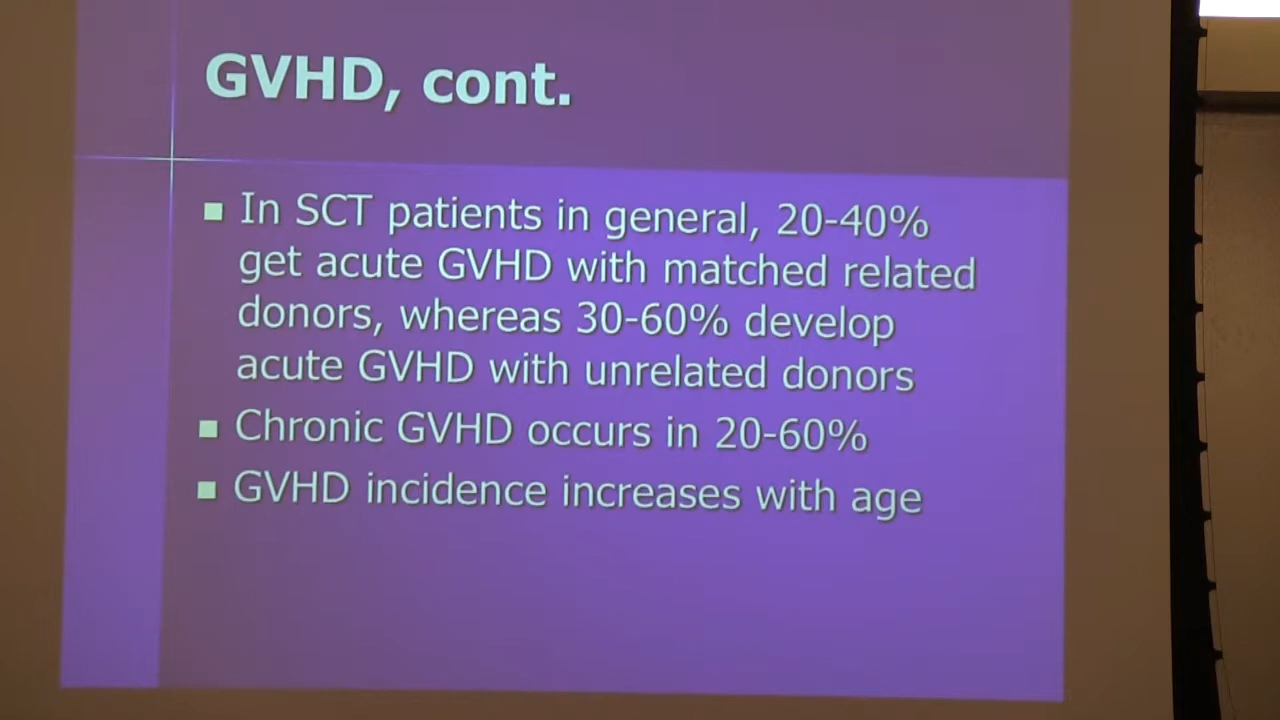 GVHD, cont.
In SCT patients in general, 20-40%
get acute GVHD with matched related
donors, whereas 30-60% develop
acute GVHD with unrelated donors
Chronic GVHD occurs in 20-60%
GVHD incidence increases with age